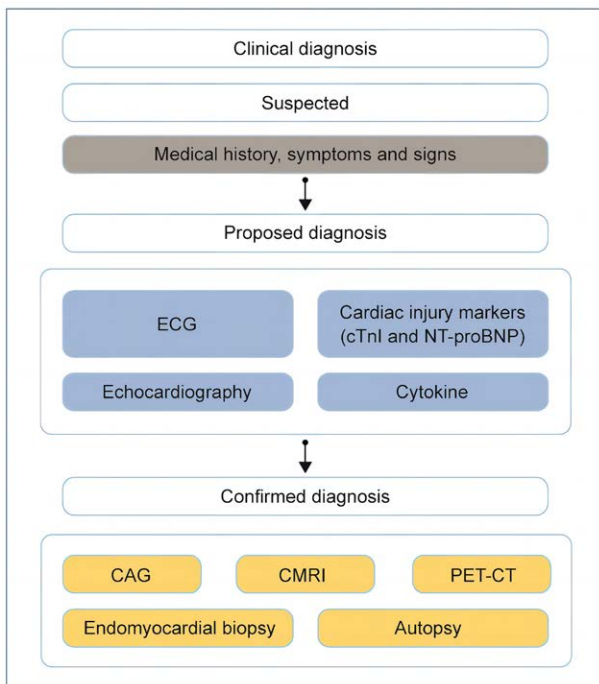 Clinical diagnosis
Suspected
Medical history, symptoms and signs
Proposed diagnosis
ECG
Cardiac injury markers
(cTnI and NT-proBNP)
Echocardiography
Cytokine
Confirmed diagnosis
CAG
CMRI
PET-CT
Endomyocardial biopsy
Autopsy